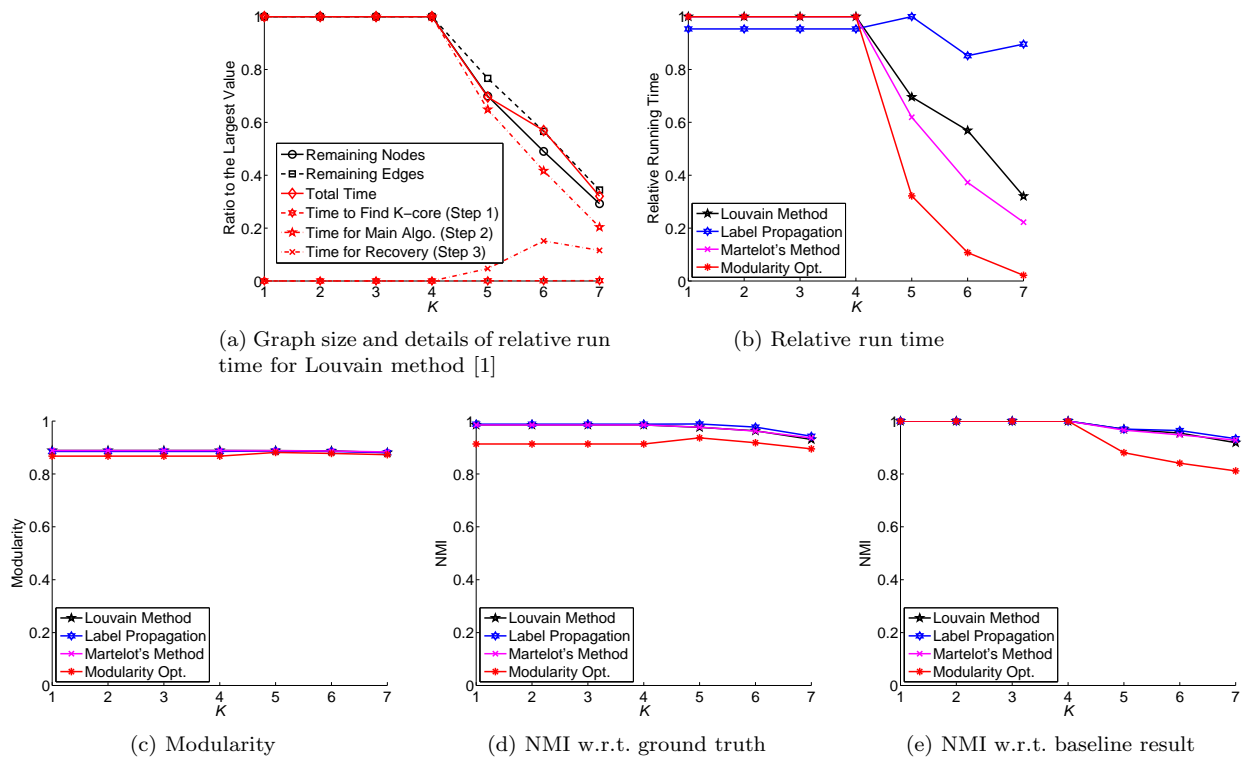 1
0.8
0.6
0.4
0.2
0
Ratio to the Largest Value
Remaining Nodes
Remaining Edges
Total Time
Time to Find K−core (Step 1)
Time for Main Algo. (Step 2)
Time for Recovery (Step 3)
1 2 3 4 5 6 7
K
(a) Graph size and details of relative run
time for Louvain method [1]
1
0.8
0.6
0.4
0.2
0
Relative Running Time
Louvain Method
Label Propagation
Martelot's Method
Modularity Opt.
1 2 3 4 5 6 7
K
(b) Relative run time
1
0.8
0.6
0.4
0.2
0
Modularity
Louvain Method
Label Propagation
Martelot's Method
Modularity Opt.
1 2 3 4 5 6 7
K
(c) Modularity
1
0.8
0.6
0.4
0.2
0
NMI
Louvain Method
Label Propagation
Martelot's Method
Modularity Opt.
1 2 3 4 5 6 7
K
(d) NMI w.r.t. ground truth
1
0.8
0.6
0.4
0.2
0
NMI
Louvain Method
Label Propagation
Martelot's Method
Modularity Opt.
1 2 3 4 5 6 7
K
(e) NMI w.r.t. baseline result